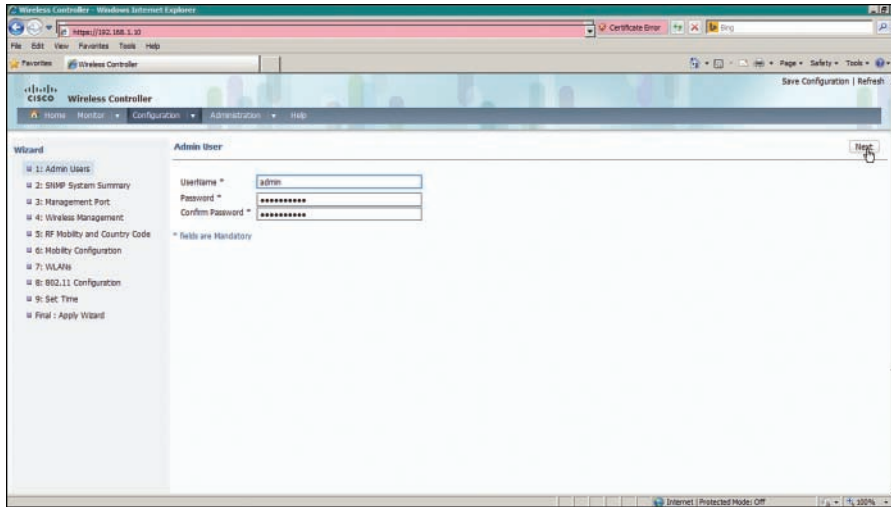 Wireless Controller - Windows Internet Explorer
https://192.168.1.10
Certificate Error
Bing
File Edit View Favorites Tools Help
Favorites Wireless Controller
Page Safety Tools
Save Configuration | Refresh
CISCO Wireless Controller
Home Monitor Configuration Administration Help
Wizard
1: Admin Users
2: SNMP System Summary
3: Management Port
4: Wireless Management
5: RF Mobility and Country Code
6: Mobility Configuration
7: WLANs
8: 802.11 Configuration
9: Set Time
Final : Apply Wizard
Admin User
Next
UserName * admin
Password * ••••••••••
Confirm Password * ••••••••••
* fields are Mandatory
Internet | Protected Mode: Off
100%